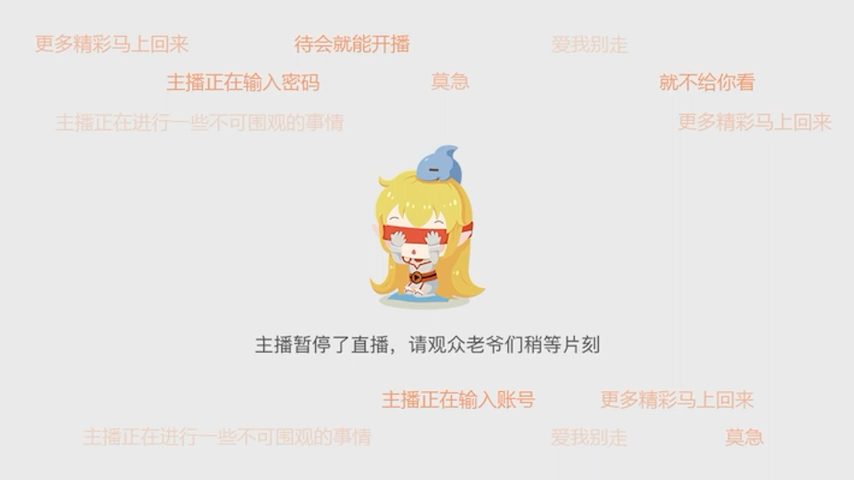 更多精彩马上回来 待会就能开播 爱我别走
主播正在输入密码 莫急 就不给你看
主播正在进行一些不可围观的事情 更多精彩马上回来
主播暂停了直播，请观众老爷们稍等片刻
主播正在输入账号 更多精彩马上回来
主播正在进行一些不可围观的事情 爱我别走 莫急